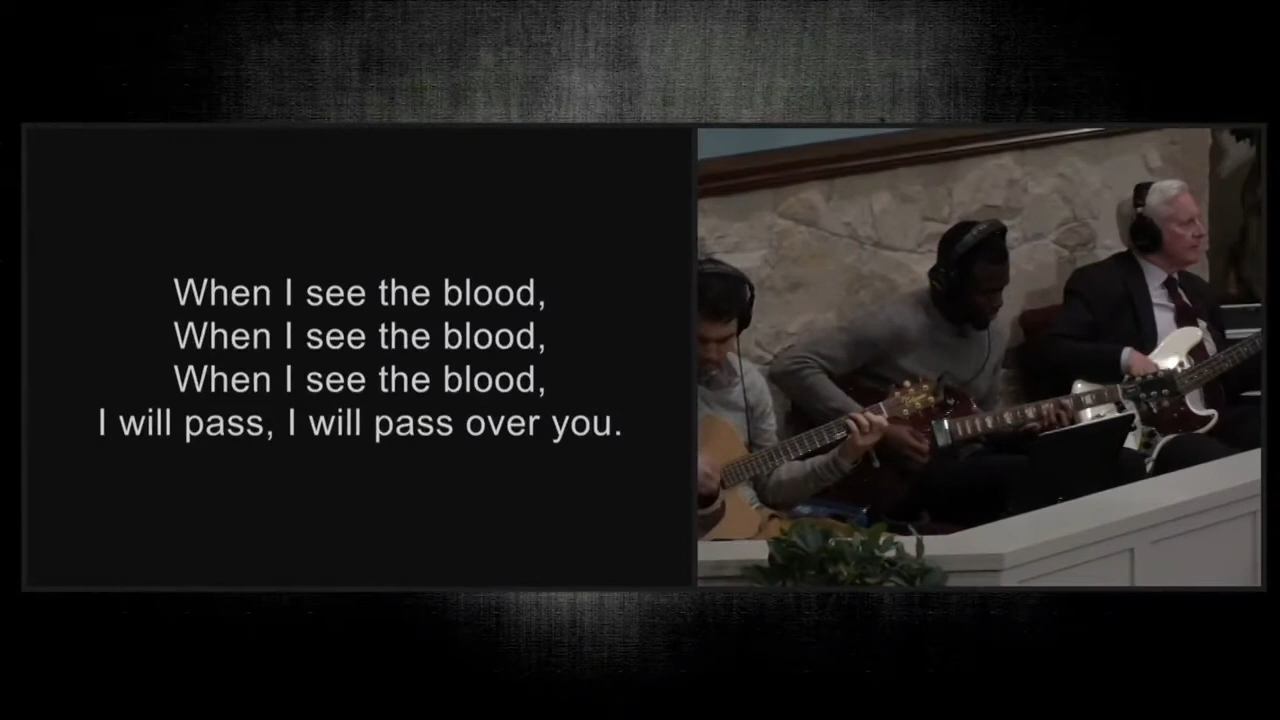 When I see the blood,
When I see the blood,
When I see the blood,
I will pass, I will pass over you.